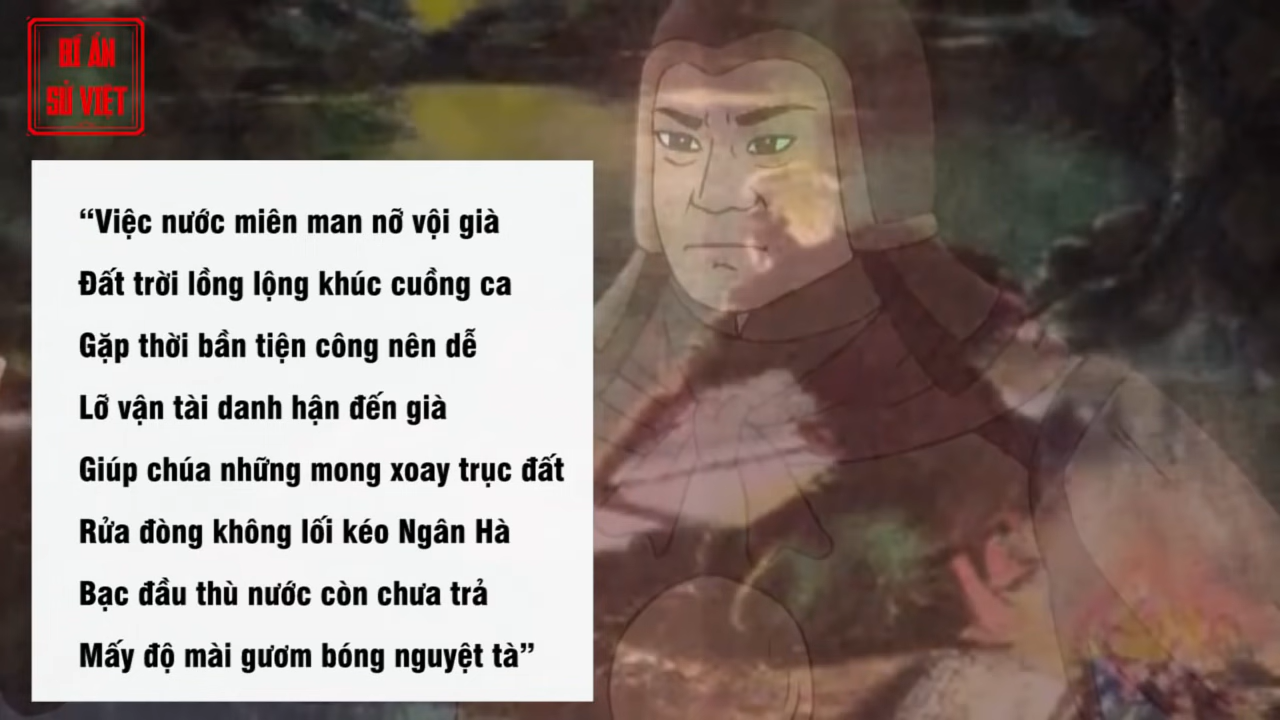 BÍ ẨN
SỬ VIỆT
“Việc nước miên man nỡ vội già
Đất trời lồng lộng khúc cuồng ca
Gặp thời bần tiện công nên dễ
Lỡ vận tài danh hận đến già
Giúp chúa những mong xoay trục đất
Rửa đòng không lối kéo Ngân Hà
Bạc đầu thù nước còn chưa trả
Mấy độ mài gươm bóng nguyệt tà”